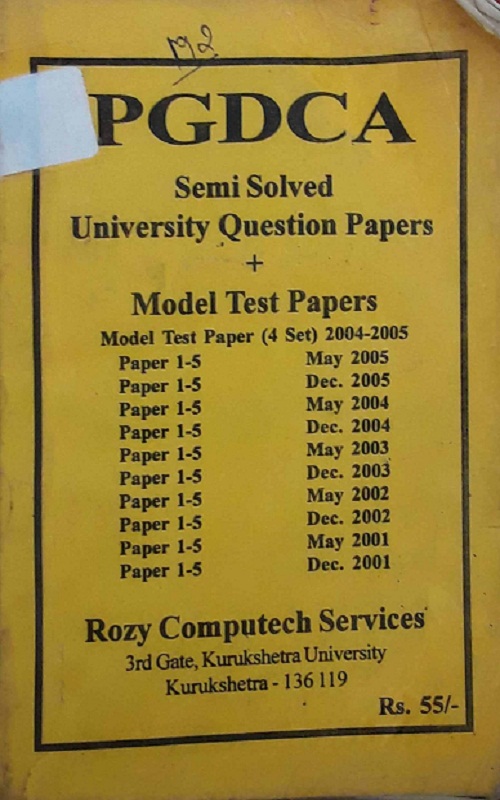 192
PGDCA
Semi Solved
University Question Papers
+
Model Test Papers
Model Test Paper (4 Set) 2004-2005
Paper 1-5 May 2005
Paper 1-5 Dec. 2005
Paper 1-5 May 2004
Paper 1-5 Dec. 2004
Paper 1-5 May 2003
Paper 1-5 Dec. 2003
Paper 1-5 May 2002
Paper 1-5 Dec. 2002
Paper 1-5 May 2001
Paper 1-5 Dec. 2001
Rozy Computech Services
3rd Gate, Kurukshetra University
Kurukshetra - 136 119
Rs. 55/-